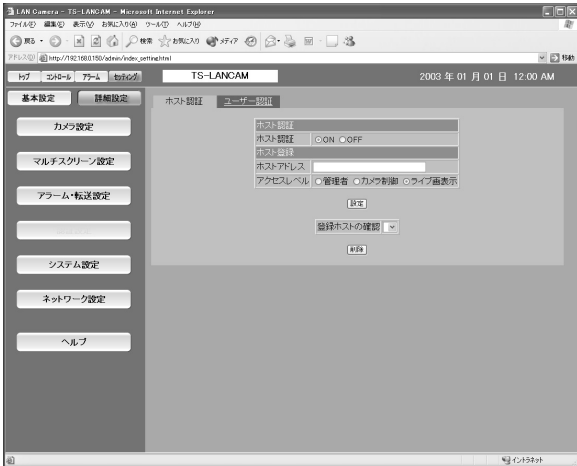 LAN Camera - TS-LANCAM - Microsoft Internet Explorer
ファイル(F) 編集(E) 表示(V) お気に入り(A) ツール(T) ヘルプ(H)
戻る 検索 お気に入り メディア
アドレス(D) http://192.168.0.150/admin/index_setting.html 移動
トップ コントロール アラーム セッティング TS-LANCAM 2003 年 01 月 01 日 12:00 AM
基本設定 詳細設定
ホスト認証 ユーザー認証
カメラ設定
マルチスクリーン設定
アラーム・転送設定
システム設定
ネットワーク設定
ヘルプ
ホスト認証
ホスト認証 ON OFF
ホスト登録
ホストアドレス
アクセスレベル 管理者 カメラ制御 ライブ画表示
設定
登録ホストの確認
削除
イントラネット